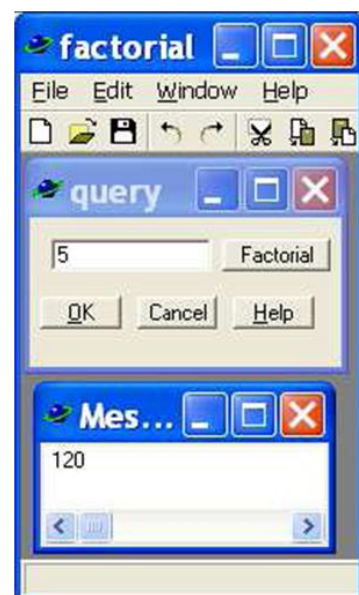 factorial
File Edit Window Help
query
5 Factorial
OK Cancel Help
Mes...
120